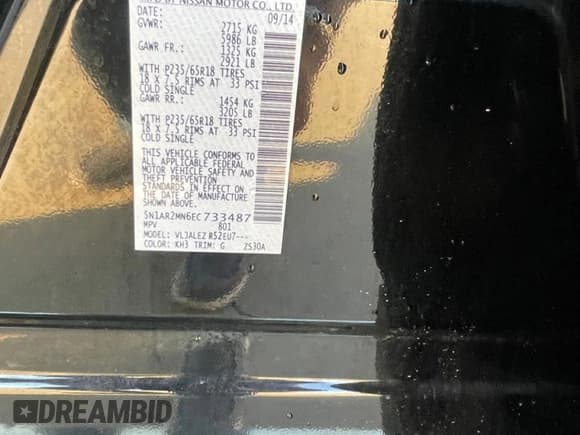 MFD BY NISSAN MOTOR CO., LTD.
DATE: 09/14
GVWR: 2715 KG
5986 LB
GAWR FR.: 1325 KG
2921 LB
WITH P235/65R18 TIRES
18 X 7.5 RIMS AT 33 PSI
COLD SINGLE
GAWR RR.: 1454 KG
3205 LB
WITH P235/65R18 TIRES
18 X 7.5 RIMS AT 33 PSI
COLD SINGLE
THIS VEHICLE CONFORMS TO
ALL APPLICABLE FEDERAL
MOTOR VEHICLE SAFETY AND
THEFT PREVENTION
STANDARDS IN EFFECT ON
THE DATE OF MANUFACTURE
SHOWN ABOVE.
5N1AR2MN6EC733487
MPV 801
MODEL: VLJALEZ R52EU7---
COLOR: KH3 TRIM: G ZS30A
DREAMBID